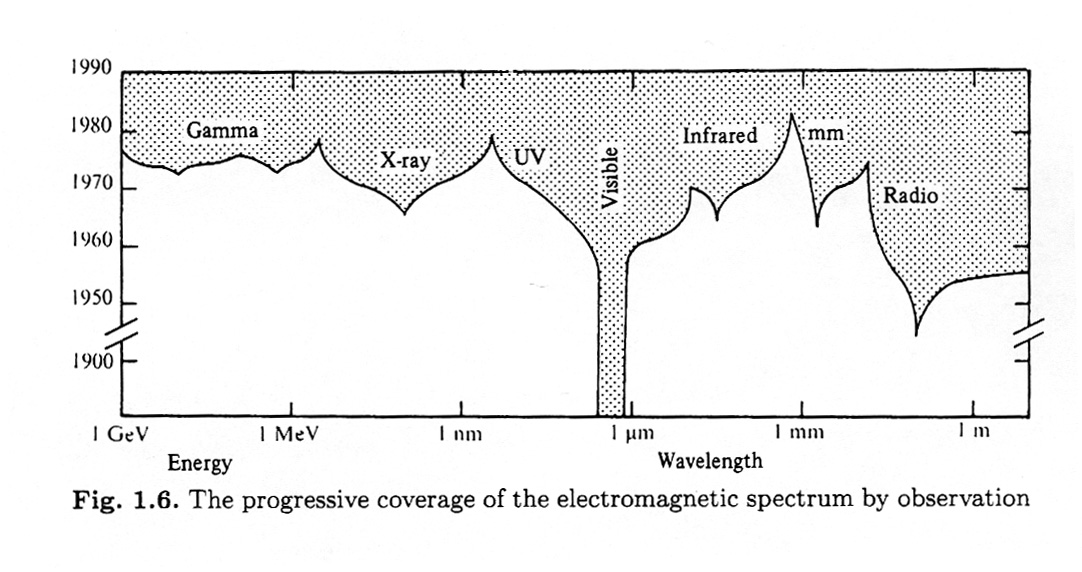 1990
1980
1970
1960
1950
1900
Gamma
X-ray
UV
Visible
Infrared
mm
Radio
1 GeV 1 MeV 1 nm 1 μm 1 mm 1 m
Energy Wavelength
Fig. 1.6. The progressive coverage of the electromagnetic spectrum by observation